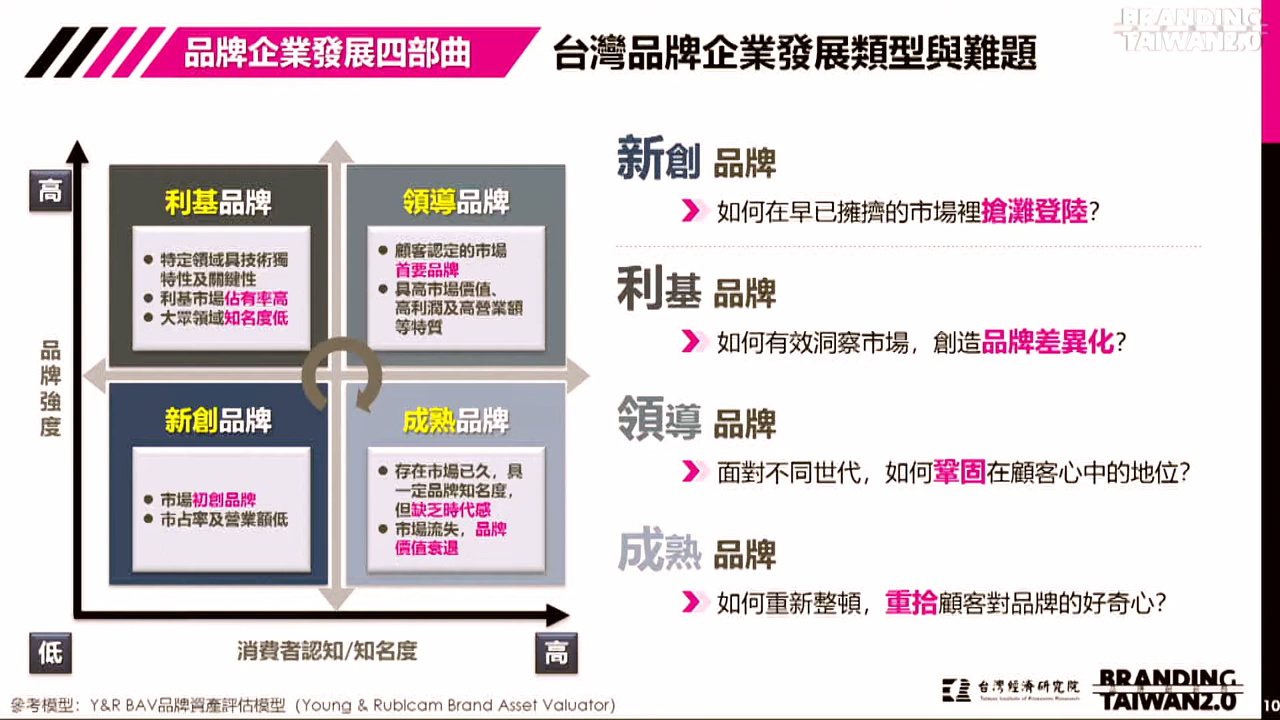 BRANDING
TAIWAN2.0
品牌企業發展四部曲
台灣品牌企業發展類型與難題
高
品牌強度
低
利基品牌
特定領域具技術獨
特性及關鍵性
利基市場佔有率高
大眾領域知名度低
領導品牌
顧客認定的市場
首要品牌
具高市場價值、
高利潤及高營業額
等特質
新創品牌
市場初創品牌
市占率及營業額低
成熟品牌
存在市場已久，具
一定品牌知名度，
但缺乏時代感
市場流失，品牌
價值衰退
消費者認知/知名度
高
新創 品牌
如何在早已擁擠的市場裡搶灘登陸?
利基 品牌
如何有效洞察市場，創造品牌差異化?
領導 品牌
面對不同世代，如何鞏固在顧客心中的地位?
成熟 品牌
如何重新整頓，重拾顧客對品牌的好奇心?
參考模型：Y&R BAV品牌資產評估模型（Young & Rubicam Brand Asset Valuator）
台灣經濟研究院
Taiwan Institute of Economic Research
BRANDING
TAIWAN2.0
10